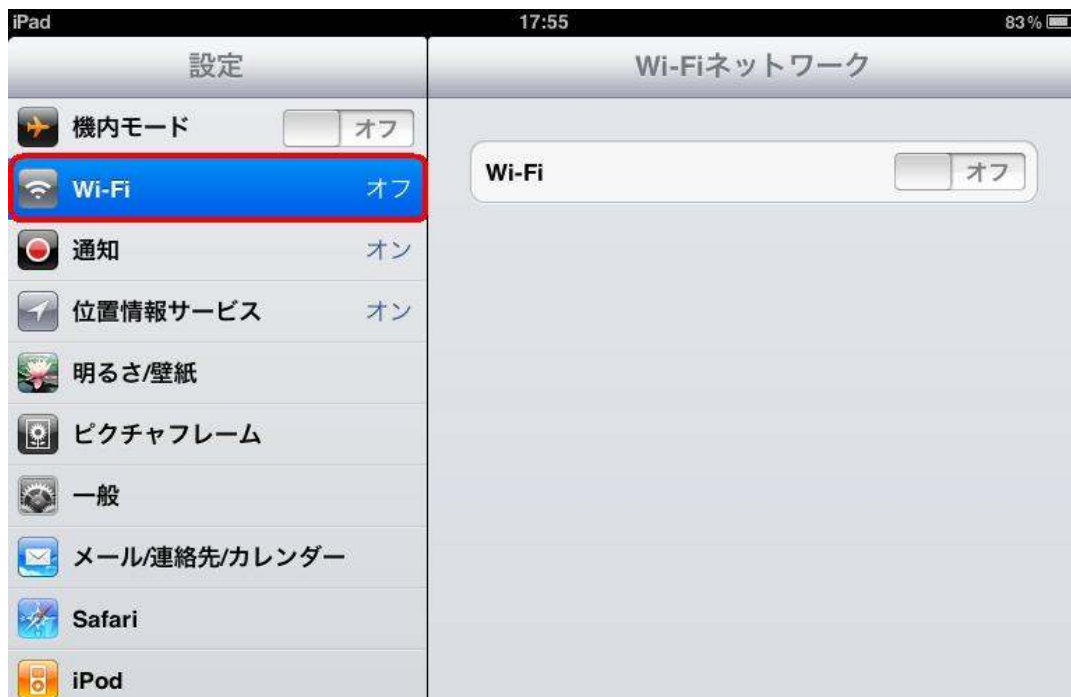 iPad 17:55 83%
設定
機内モード オフ
Wi-Fi オフ
通知 オン
位置情報サービス オン
明るさ/壁紙
ピクチャフレーム
一般
メール/連絡先/カレンダー
Safari
iPod
Wi-Fiネットワーク
Wi-Fi オフ